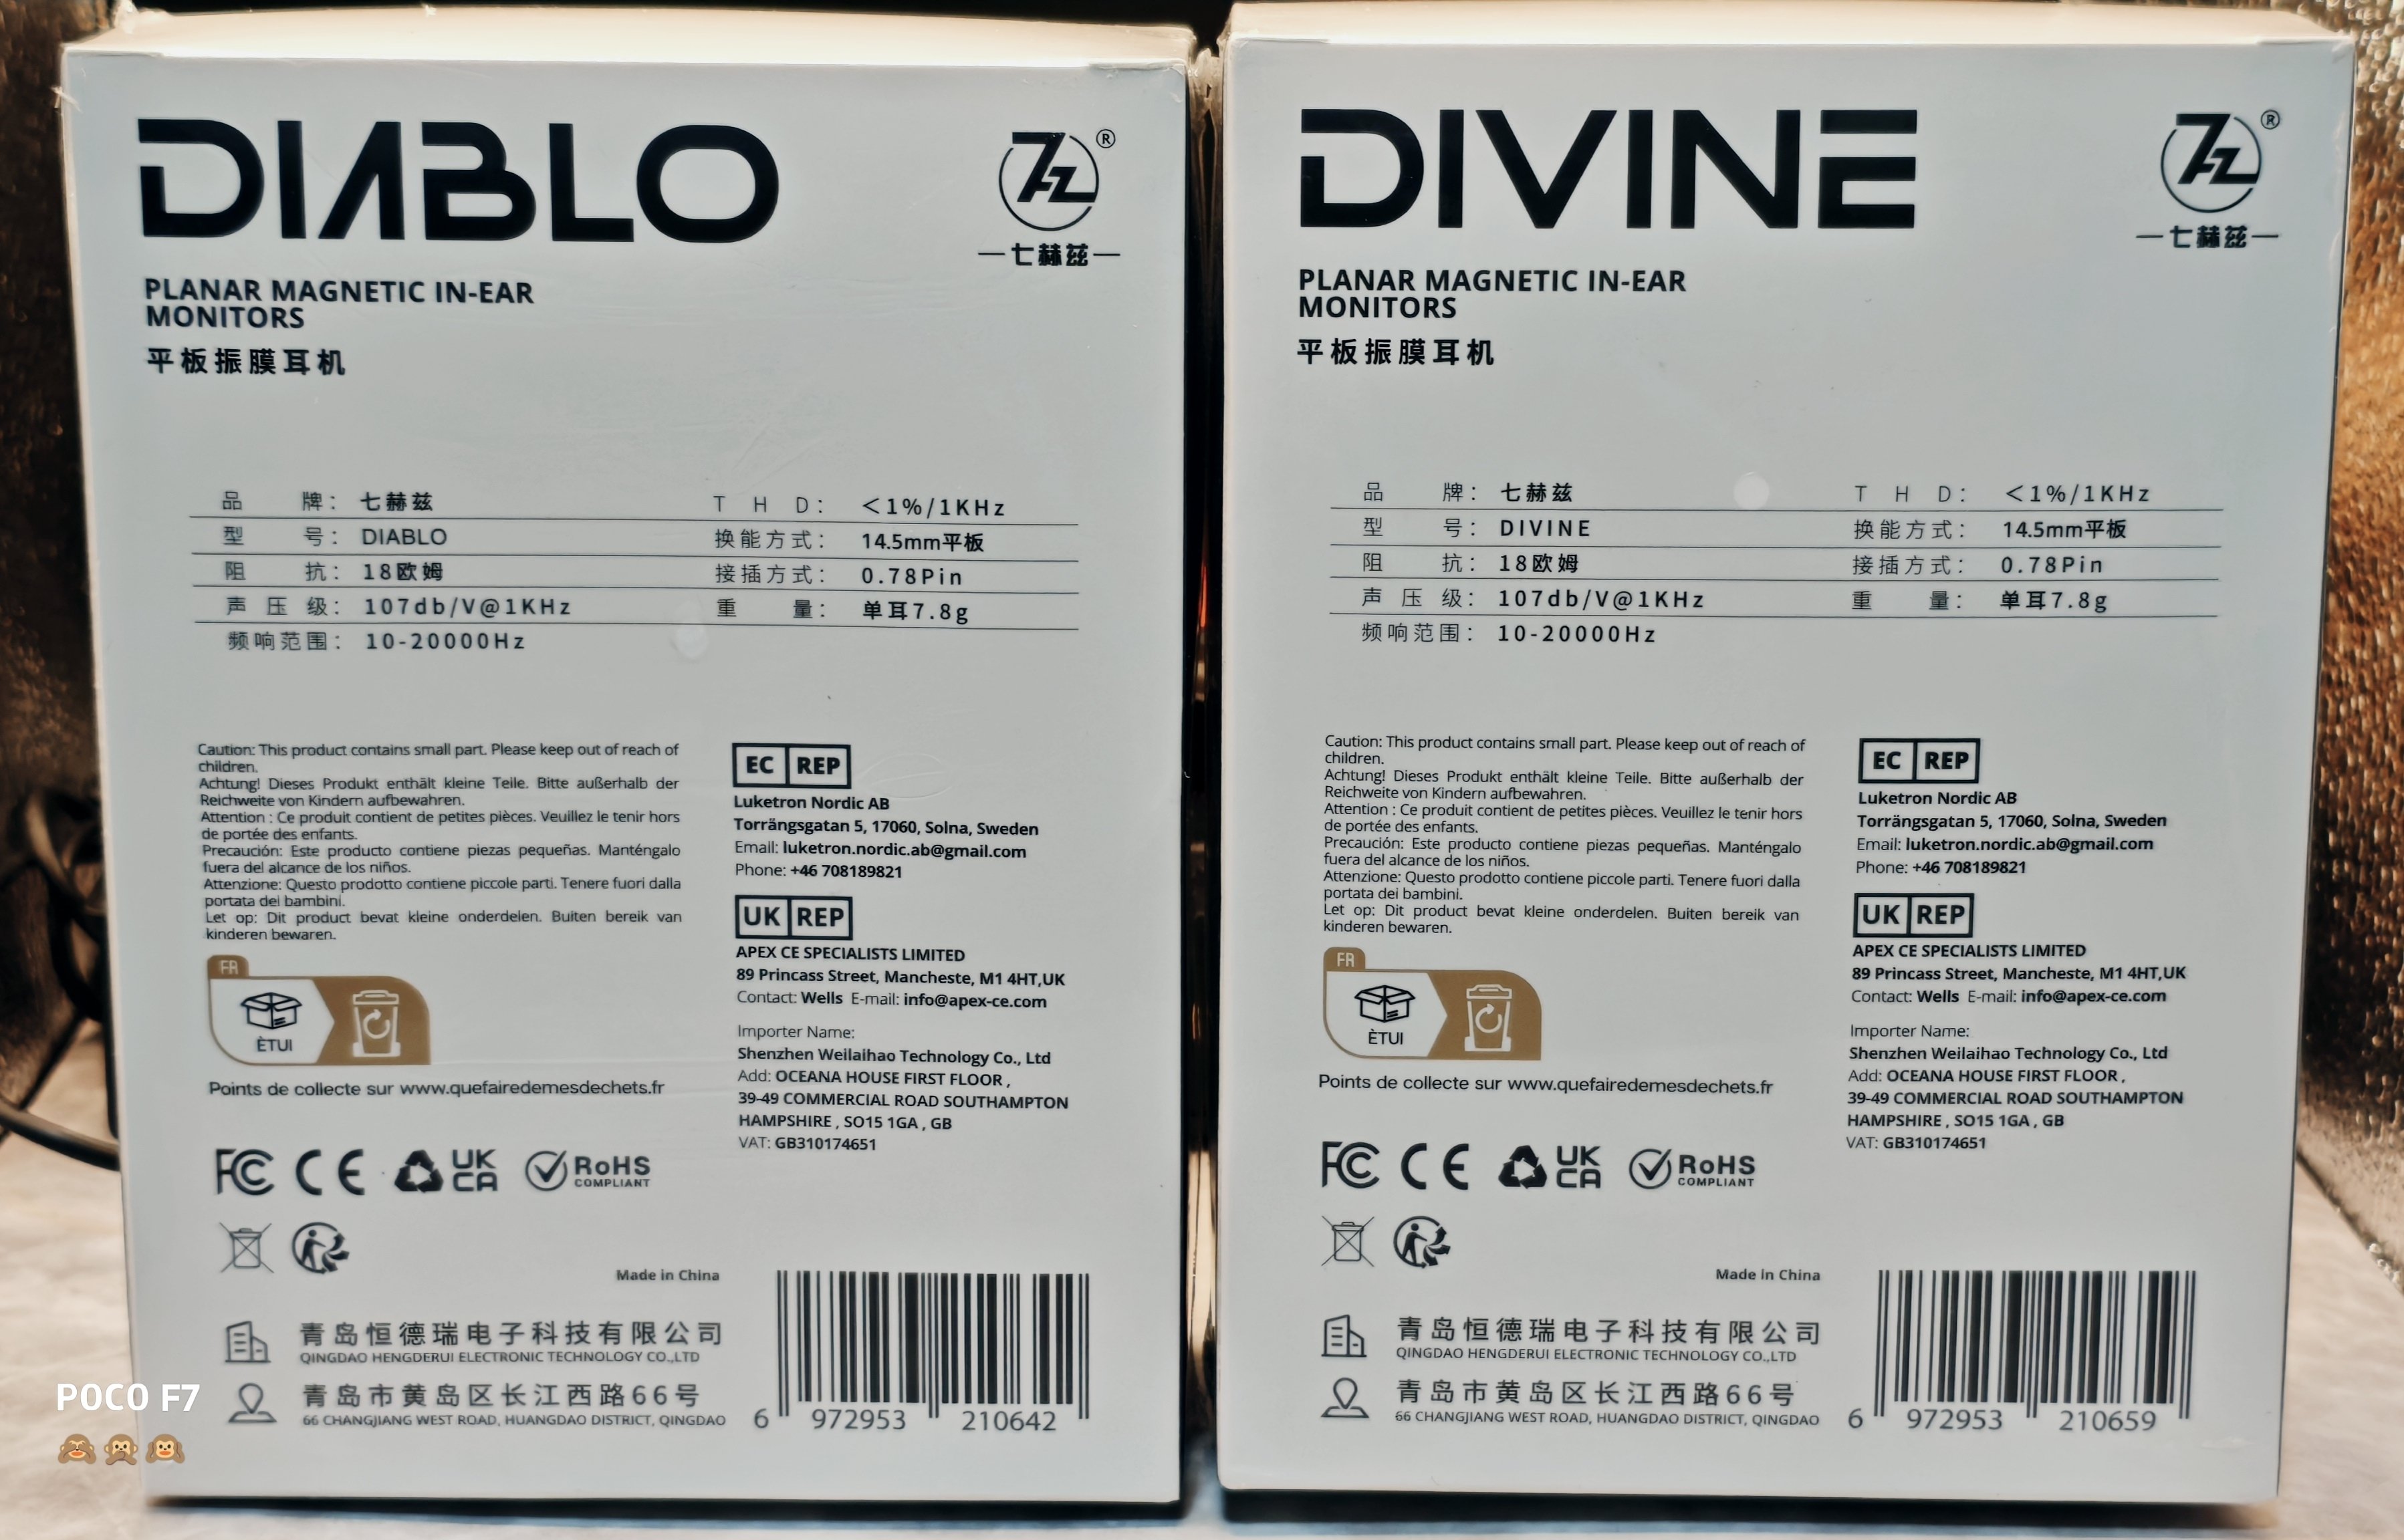 DIABLO
7Hz®
七赫兹
PLANAR MAGNETIC IN-EAR
MONITORS
平板振膜耳机
品牌： 七赫兹 THD： <1%/1KHz
型号： DIABLO 换能方式： 14.5mm平板
阻抗： 18欧姆 接插方式： 0.78Pin
声压级： 107db/V@1KHz 重量： 单耳7.8g
频响范围： 10-20000Hz
Caution: This product contains small part. Please keep out of reach of
children.
Achtung! Dieses Produkt enthält kleine Teile. Bitte außerhalb der
Reichweite von Kindern aufbewahren.
Attention : Ce produit contient de petites pièces. Veuillez le tenir hors
de portée des enfants.
Precaución: Este producto contiene piezas pequeñas. Manténgalo
fuera del alcance de los niños.
Attenzione: Questo prodotto contiene piccole parti. Tenere fuori dalla
portata dei bambini.
Let op: Dit product bevat kleine onderdelen. Buiten bereik van
kinderen bewaren.
FR
ÈTUI
Points de collecte sur www.quefairedemesdechets.fr
EC REP
Luketron Nordic AB
Torrängsgatan 5, 17060, Solna, Sweden
Email: luketron.nordic.ab@gmail.com
Phone: +46 708189821
UK REP
APEX CE SPECIALISTS LIMITED
89 Princass Street, Mancheste, M1 4HT,UK
Contact: Wells E-mail: info@apex-ce.com
Importer Name:
Shenzhen Weilaihao Technology Co., Ltd
Add: OCEANA HOUSE FIRST FLOOR ,
39-49 COMMERCIAL ROAD SOUTHAMPTON
HAMPSHIRE , SO15 1GA , GB
VAT: GB310174651
FC CE UK
CA RoHS
COMPLIANT
Made in China
青岛恒德瑞电子科技有限公司
QINGDAO HENGDERUI ELECTRONIC TECHNOLOGY CO.,LTD
青岛市黄岛区长江西路66号
66 CHANGJIANG WEST ROAD, HUANGDAO DISTRICT, QINGDAO
6 972953 210642
POCO F7
DIVINE
7Hz®
七赫兹
PLANAR MAGNETIC IN-EAR
MONITORS
平板振膜耳机
品牌： 七赫兹 THD： <1%/1KHz
型号： DIVINE 换能方式： 14.5mm平板
阻抗： 18欧姆 接插方式： 0.78Pin
声压级： 107db/V@1KHz 重量： 单耳7.8g
频响范围： 10-20000Hz
Caution: This product contains small part. Please keep out of reach of
children.
Achtung! Dieses Produkt enthält kleine Teile. Bitte außerhalb der
Reichweite von Kindern aufbewahren.
Attention : Ce produit contient de petites pièces. Veuillez le tenir hors
de portée des enfants.
Precaución: Este producto contiene piezas pequeñas. Manténgalo
fuera del alcance de los niños.
Attenzione: Questo prodotto contiene piccole parti. Tenere fuori dalla
portata dei bambini.
Let op: Dit product bevat kleine onderdelen. Buiten bereik van
kinderen bewaren.
FR
ÈTUI
Points de collecte sur www.quefairedemesdechets.fr
EC REP
Luketron Nordic AB
Torrängsgatan 5, 17060, Solna, Sweden
Email: luketron.nordic.ab@gmail.com
Phone: +46 708189821
UK REP
APEX CE SPECIALISTS LIMITED
89 Princass Street, Mancheste, M1 4HT,UK
Contact: Wells E-mail: info@apex-ce.com
Importer Name:
Shenzhen Weilaihao Technology Co., Ltd
Add: OCEANA HOUSE FIRST FLOOR ,
39-49 COMMERCIAL ROAD SOUTHAMPTON
HAMPSHIRE , SO15 1GA , GB
VAT: GB310174651
FC CE UK
CA RoHS
COMPLIANT
Made in China
青岛恒德瑞电子科技有限公司
QINGDAO HENGDERUI ELECTRONIC TECHNOLOGY CO.,LTD
青岛市黄岛区长江西路66号
66 CHANGJIANG WEST ROAD, HUANGDAO DISTRICT, QINGDAO
6 972953 210659